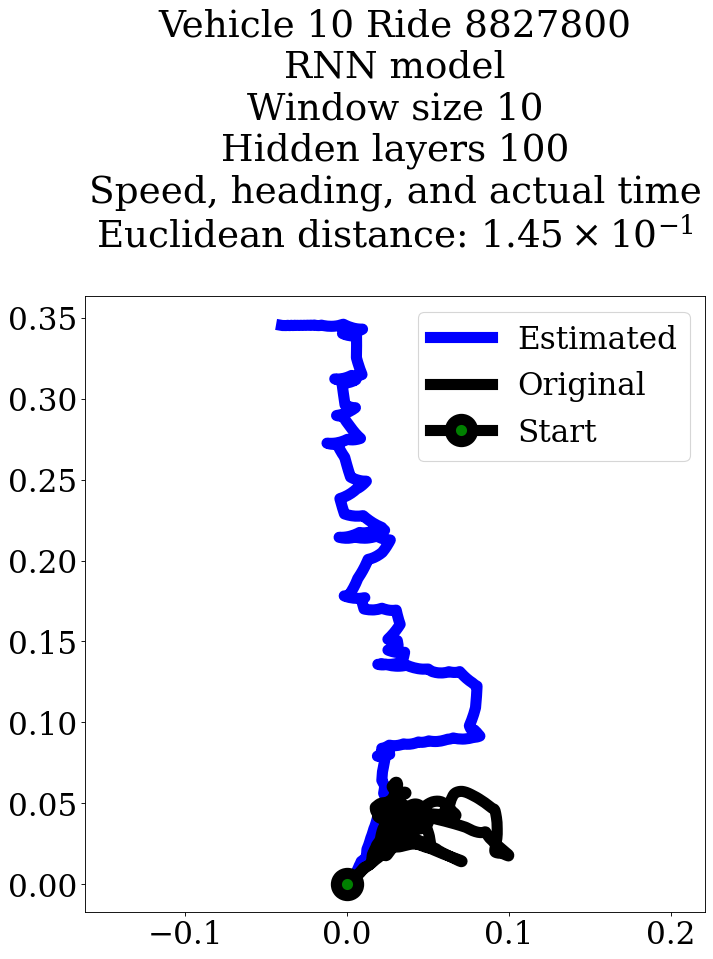 Vehicle 10 Ride 8827800
RNN model
Window size 10
Hidden layers 100
Speed, heading, and actual time
Euclidean distance: 1.45 × 10⁻¹
Estimated
Original
Start
0.35
0.30
0.25
0.20
0.15
0.10
0.05
0.00
−0.1 0.0 0.1 0.2